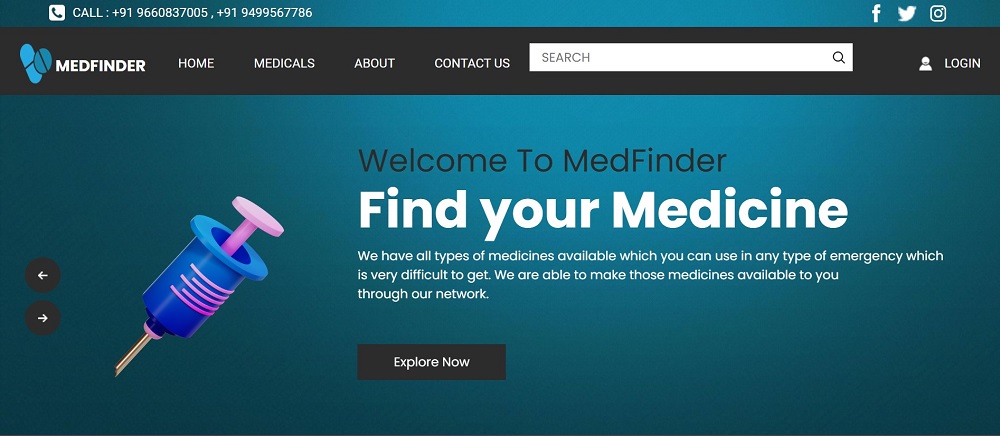 CALL : +91 9660837005 , +91 9499567786
MEDFINDER HOME MEDICALS ABOUT CONTACT US SEARCH LOGIN
Welcome To MedFinder
Find your Medicine
We have all types of medicines available which you can use in any type of emergency which
is very difficult to get. We are able to make those medicines available to you
through our network.
Explore Now